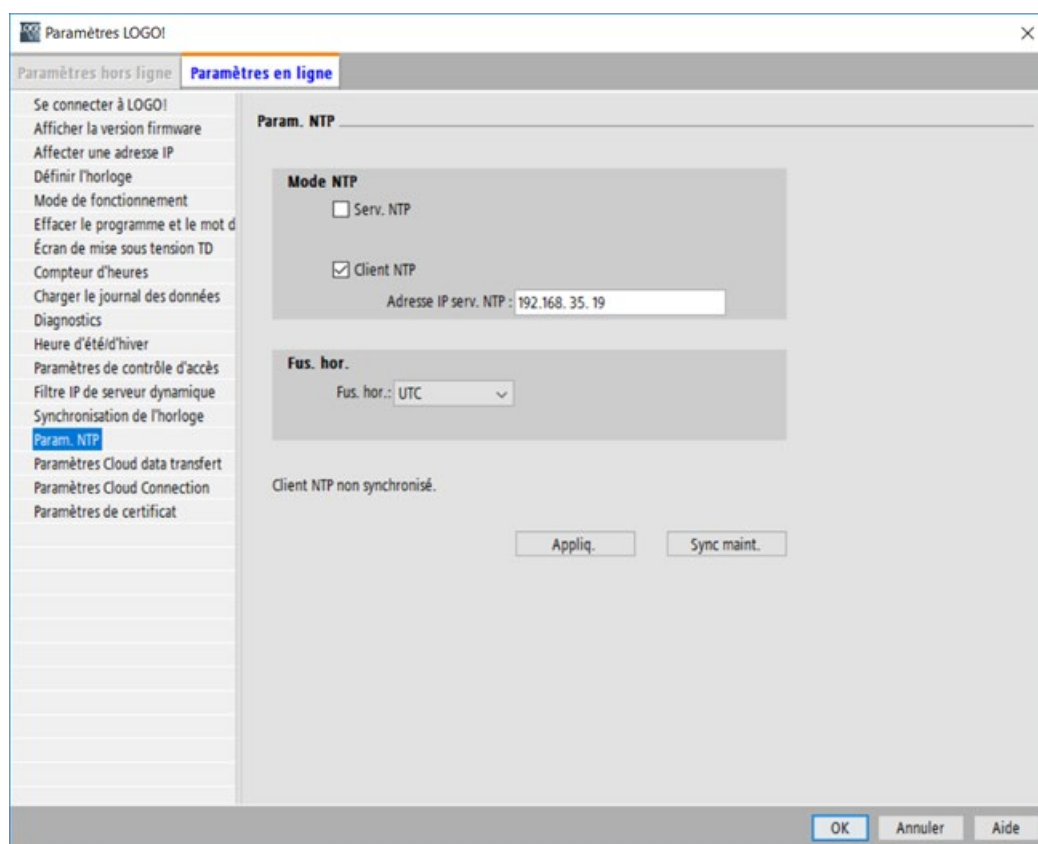 Paramètres LOGO!
Paramètres hors ligne
Paramètres en ligne
Se connecter à LOGO!
Afficher la version firmware
Affecter une adresse IP
Définir l'horloge
Mode de fonctionnement
Effacer le programme et le mot d
Écran de mise sous tension TD
Compteur d'heures
Charger le journal des données
Diagnostics
Heure d'été/d'hiver
Paramètres de contrôle d'accès
Filtre IP de serveur dynamique
Synchronisation de l'horloge
Param. NTP
Paramètres Cloud data transfert
Paramètres Cloud Connection
Paramètres de certificat
Param. NTP
Mode NTP
Serv. NTP
Client NTP
Adresse IP serv. NTP : 192.168. 35. 19
Fus. hor.
Fus. hor.: UTC
Client NTP non synchronisé.
Appliq.
Sync maint.
OK
Annuler
Aide